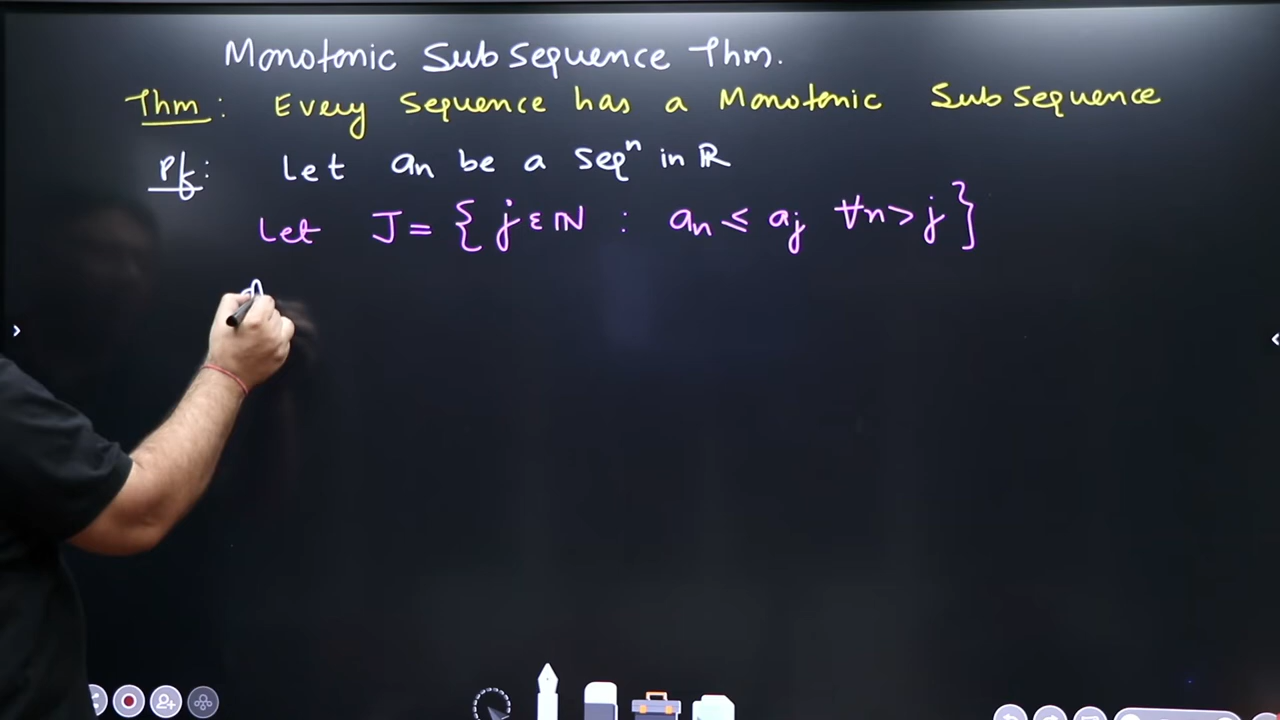 Monotonic Subsequence Thm.
Thm: Every Sequence has a Monotonic Subsequence
Pf: Let an be a Seqⁿ in ℝ
Let J = { j ε ℕ : an ≤ aj ∀n > j }